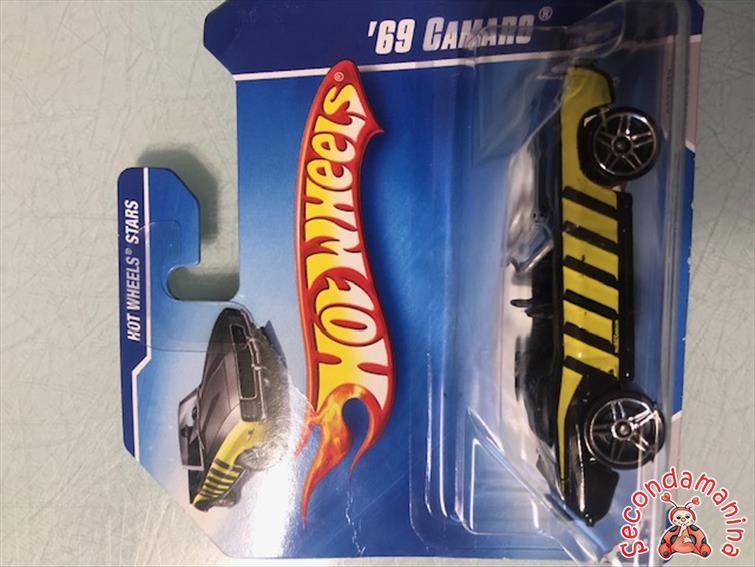 HOT WHEELS® STARS
HOT WHEELS®
'69 CAMARO®
secondamanina